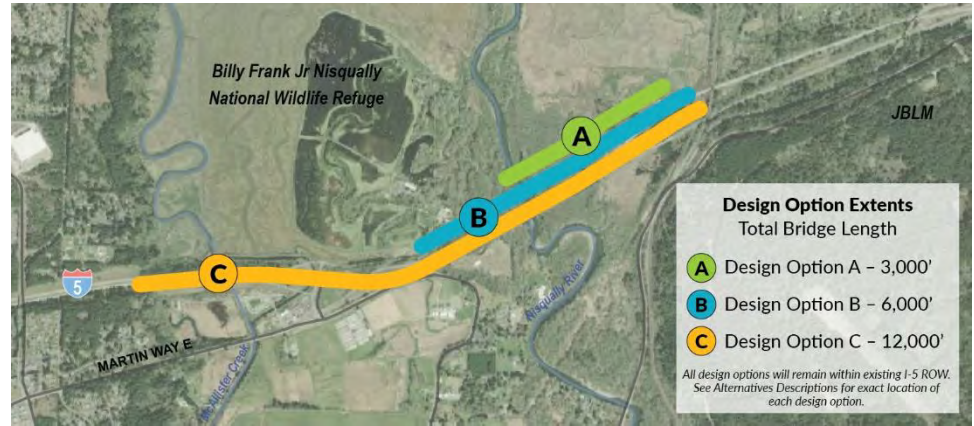 Billy Frank Jr Nisqually
National Wildlife Refuge
JBLM
A
B
C
5
MARTIN WAY E
McAllister Creek
Nisqually River
Design Option Extents
Total Bridge Length
A Design Option A – 3,000’
B Design Option B – 6,000’
C Design Option C – 12,000’
All design options will remain within existing I-5 ROW.
See Alternatives Descriptions for exact location of
each design option.